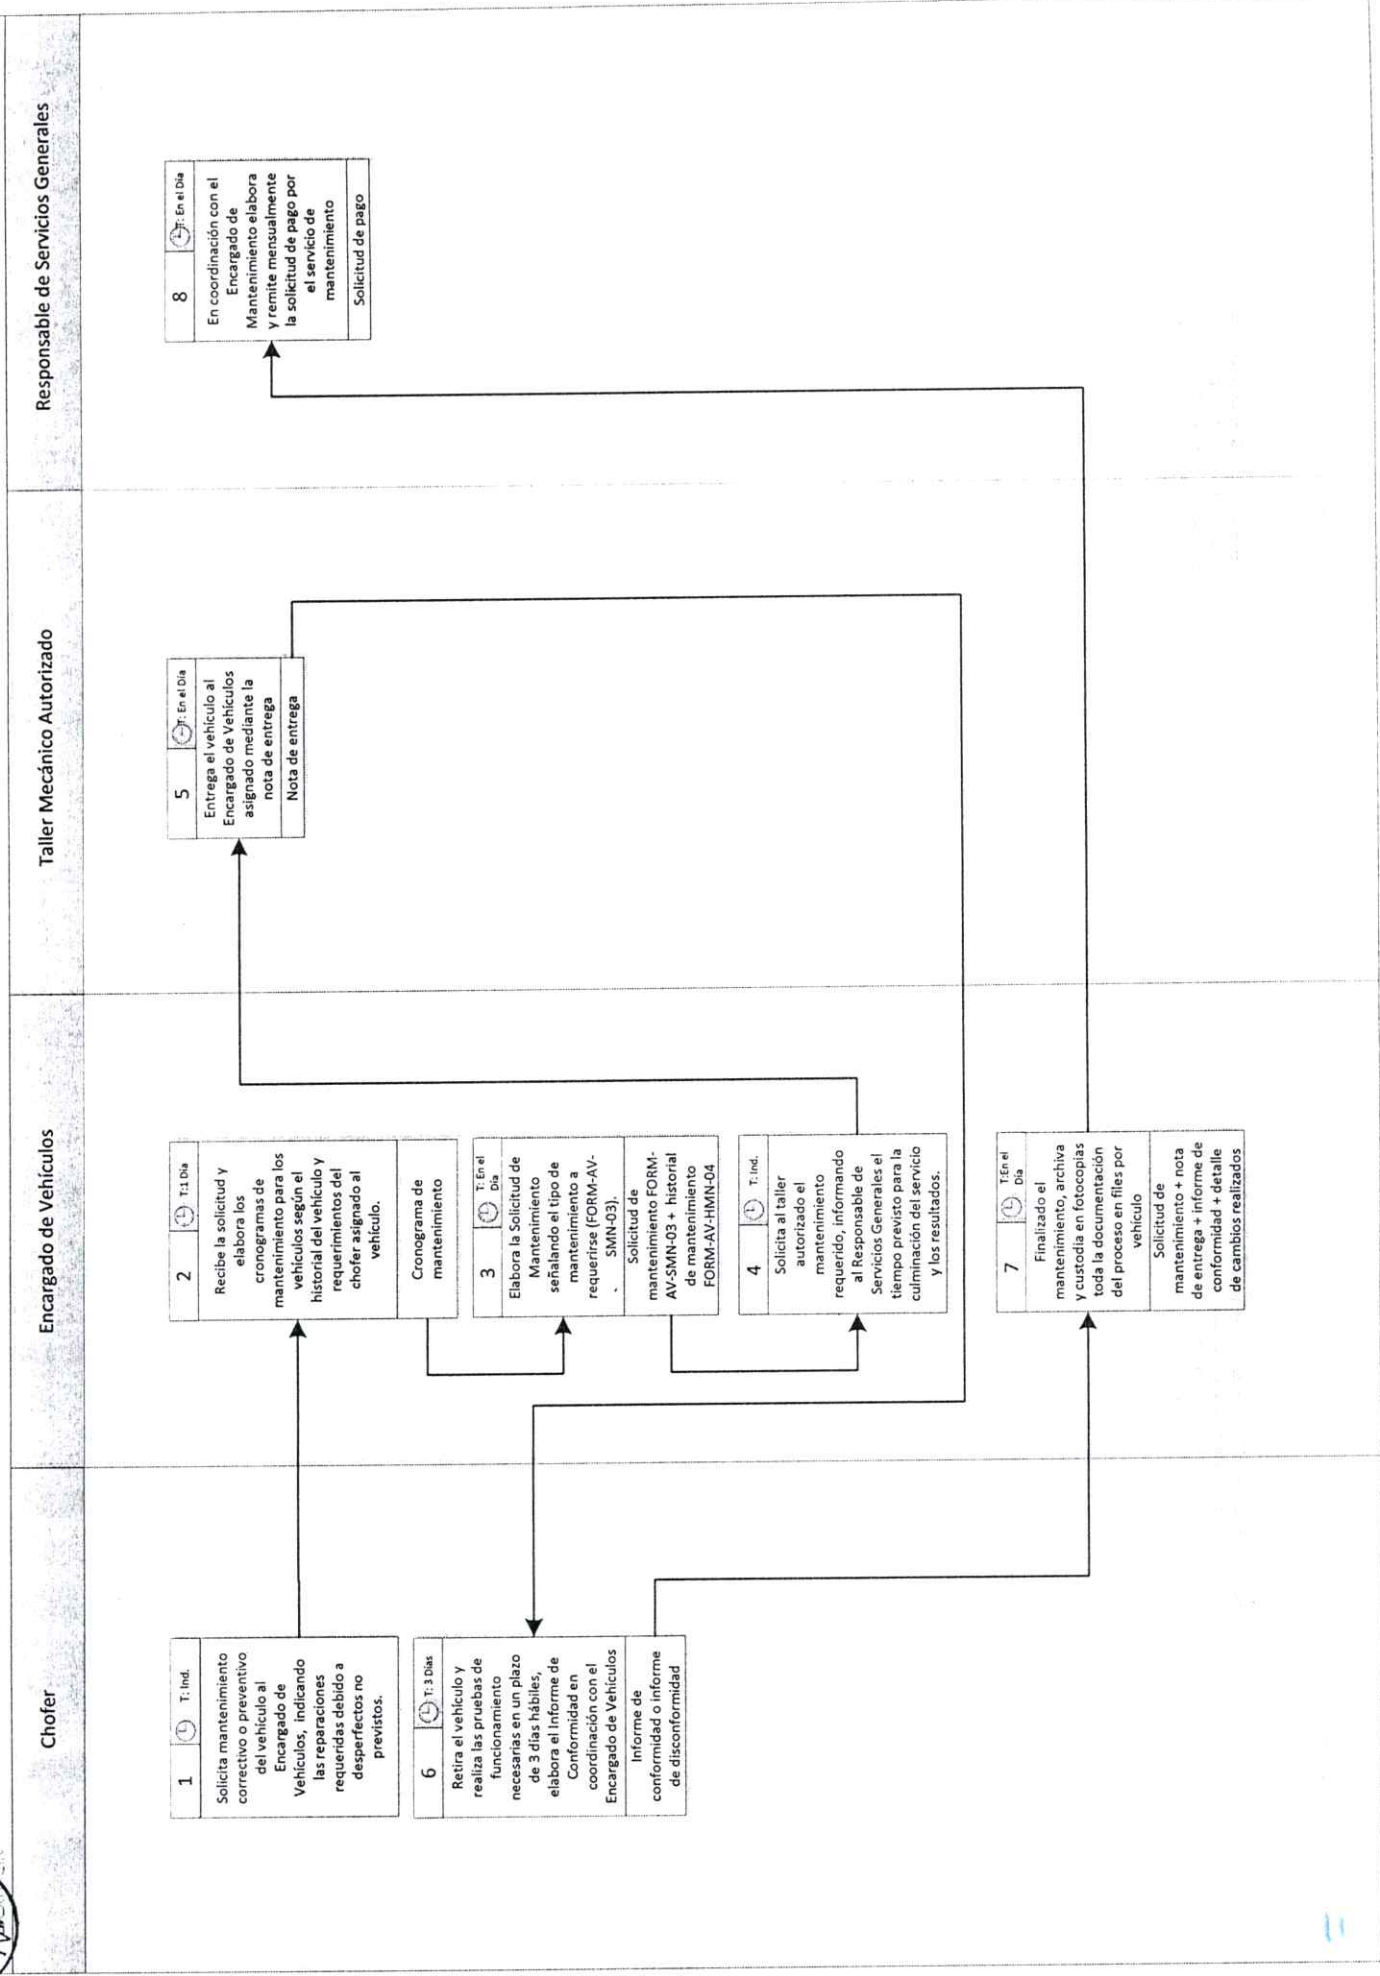 Chofer
Encargado de Vehículos
Taller Mecánico Autorizado
Responsable de Servicios Generales
1
T: Ind.
Solicita mantenimiento
correctivo o preventivo
del vehículo al
Encargado de
Vehículos, indicando
las reparaciones
requeridas debido a
desperfectos no
previstos.
2
T:1 Día
Recibe la solicitud y
elabora los
cronogramas de
mantenimiento para los
vehículos según el
historial del vehículo y
requerimientos del
chofer asignado al
vehículo.
Cronograma de
mantenimiento
3
T: En el
Día
Elabora la Solicitud de
Mantenimiento
señalando el tipo de
mantenimiento a
requerirse (FORM-AV-
SMN-03).
.
Solicitud de
mantenimiento FORM-
AV-SMN-03 + historial
de mantenimiento
FORM-AV-HMN-04
4
T: Ind.
Solicita al taller
autorizado el
mantenimiento
requerido, informando
al Responsable de
Servicios Generales el
tiempo previsto para la
culminación del servicio
y los resultados.
5
T: En el Día
Entrega el vehículo al
Encargado de Vehículos
asignado mediante la
nota de entrega
Nota de entrega
6
T: 3 Días
Retira el vehículo y
realiza las pruebas de
funcionamiento
necesarias en un plazo
de 3 días hábiles,
elabora el Informe de
Conformidad en
coordinación con el
Encargado de Vehículos
Informe de
conformidad o informe
de disconformidad
7
T:En el
Día
Finalizado el
mantenimiento, archiva
y custodia en fotocopias
toda la documentación
del proceso en files por
vehículo
Solicitud de
mantenimiento + nota
de entrega + informe de
conformidad + detalle
de cambios realizados
8
T: En el Día
En coordinación con el
Encargado de
Mantenimiento elabora
y remite mensualmente
la solicitud de pago por
el servicio de
mantenimiento
Solicitud de pago